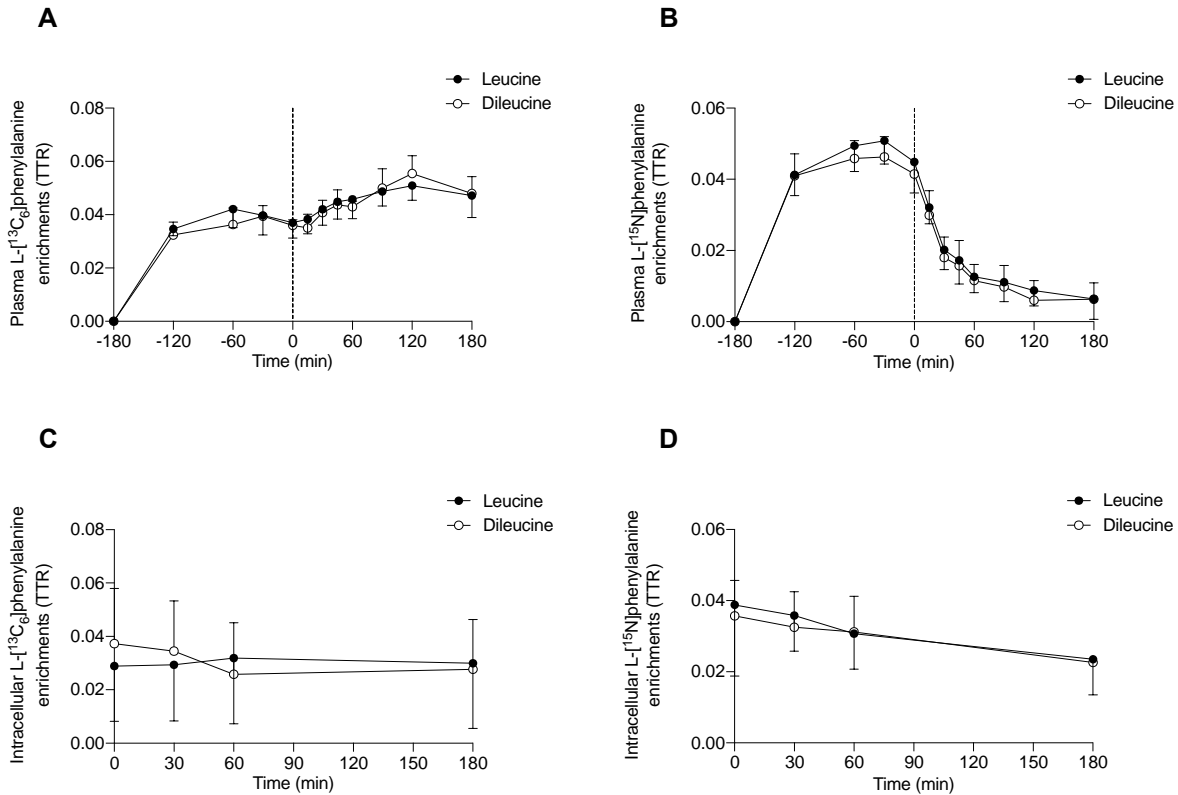 A
Leucine
Dileucine
Plasma L-[¹³C₆]phenylalanine
enrichments (TTR)
0.08
0.06
0.04
0.02
0.00
-180 -120 -60 0 60 120 180
Time (min)
B
Leucine
Dileucine
Plasma L-[¹⁵N]phenylalanine
enrichments (TTR)
0.06
0.04
0.02
0.00
-180 -120 -60 0 60 120 180
Time (min)
C
Leucine
Dileucine
Intracellular L-[¹³C₆]phenylalanine
enrichments (TTR)
0.08
0.06
0.04
0.02
0.00
0 30 60 90 120 150 180
Time (min)
D
Leucine
Dileucine
Intracellular L-[¹⁵N]phenylalanine
enrichments (TTR)
0.06
0.04
0.02
0.00
0 30 60 90 120 150 180
Time (min)